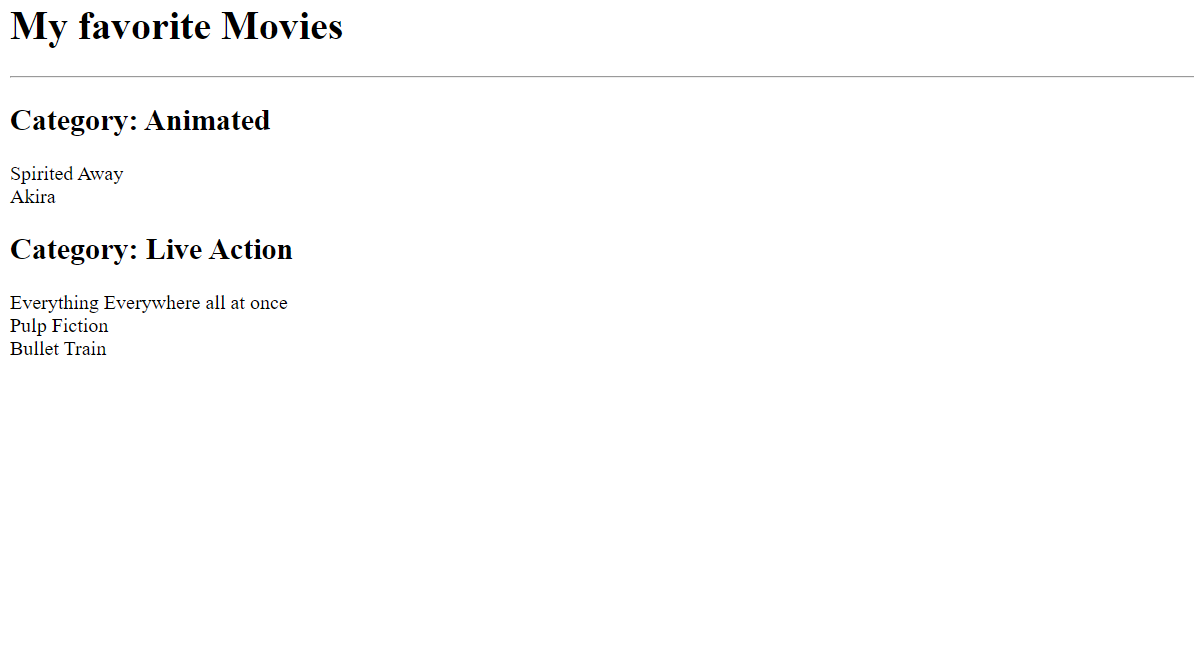 My favorite Movies
Category: Animated
Spirited Away
Akira
Category: Live Action
Everything Everywhere all at once
Pulp Fiction
Bullet Train